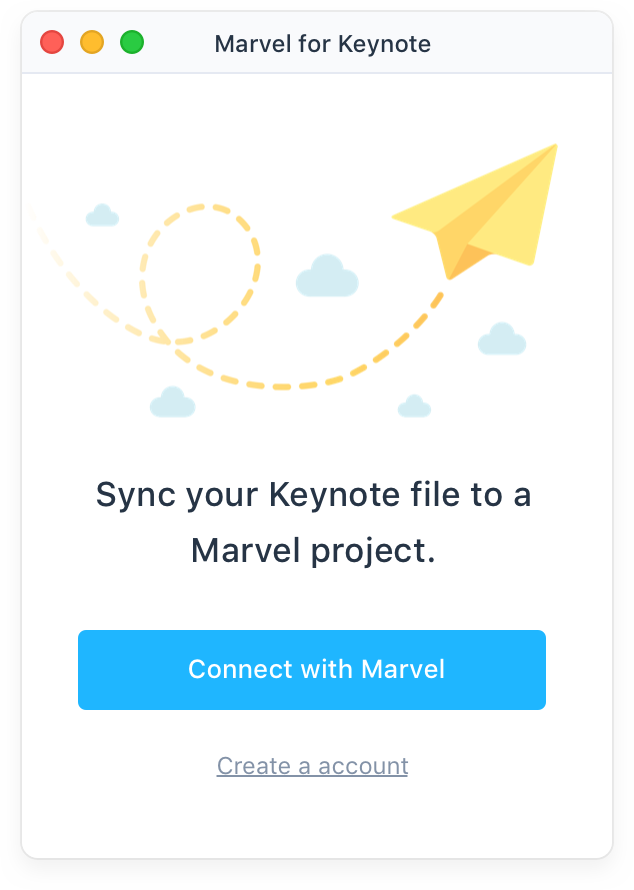 Marvel for Keynote
Sync your Keynote file to a
Marvel project.
Connect with Marvel
Create a account